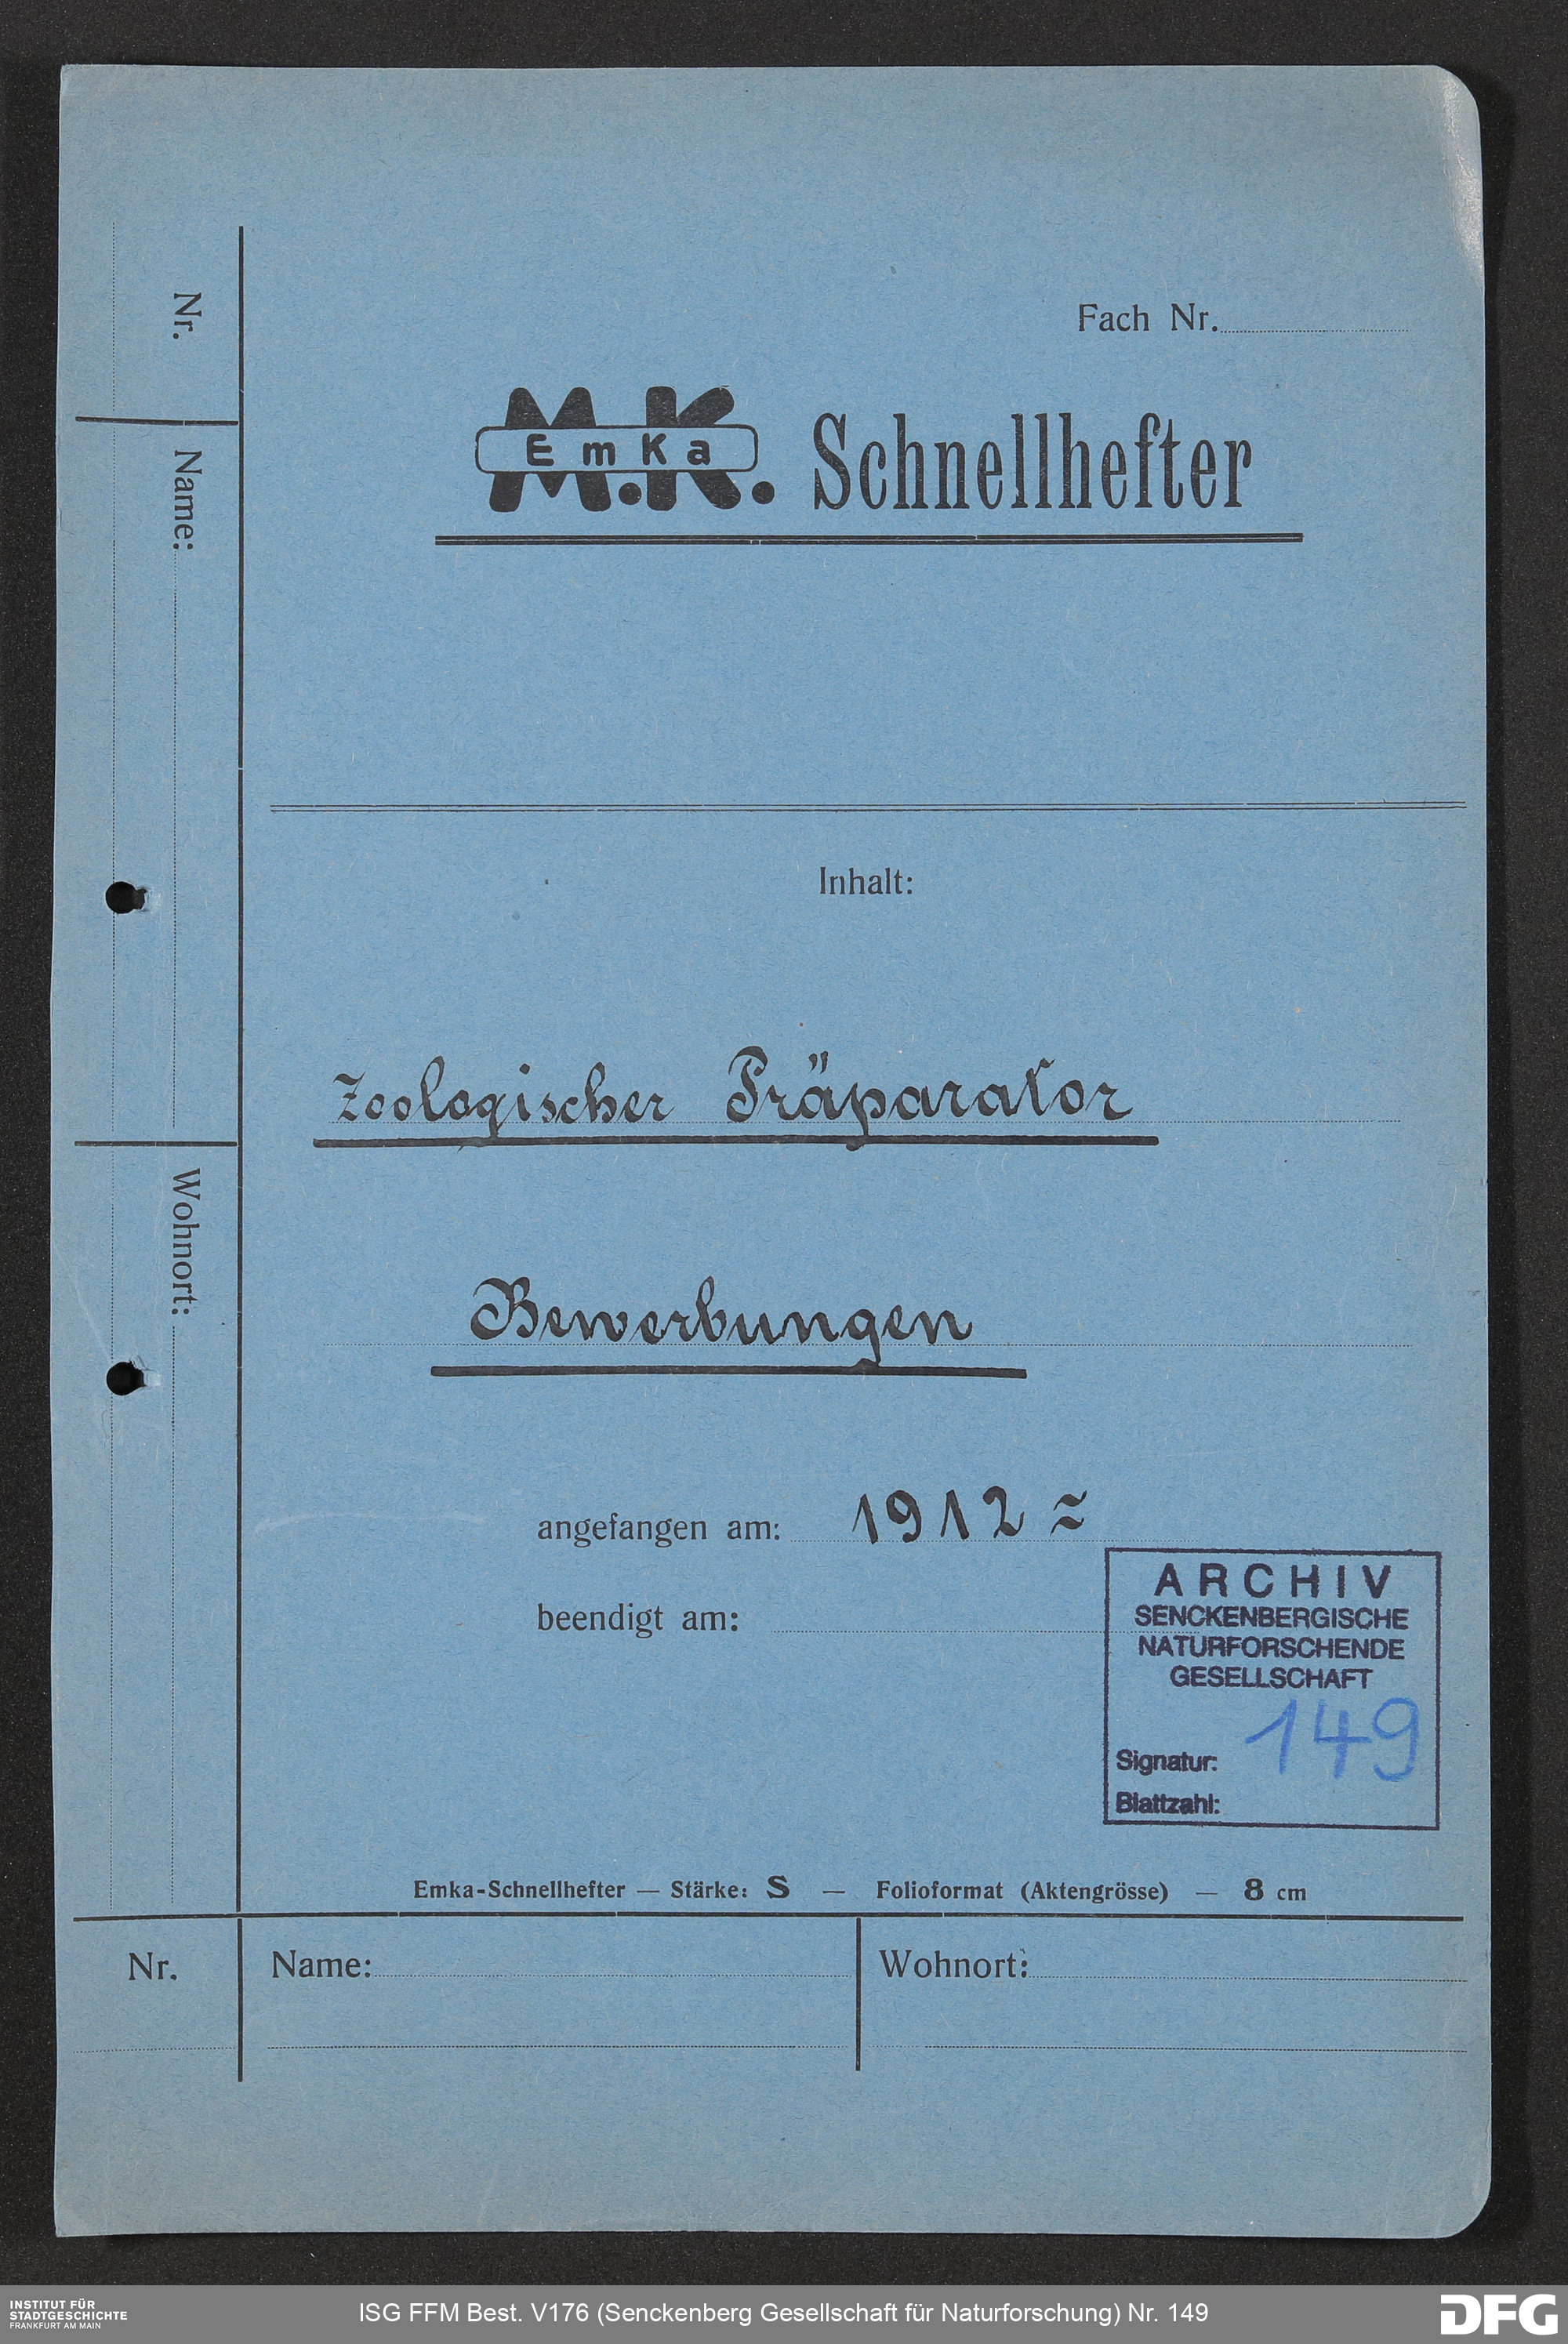 Fach Nr.
M.K.
EmKa
Schnellhefter
Inhalt:
Zoologischer Präparator
Bewerbungen
angefangen am: 1912
beendigt am:
ARCHIV
SENCKENBERGISCHE
NATURFORSCHENDE
GESELLSCHAFT
Signatur: 149
Blattzahl:
Emka-Schnellhefter — Stärke: S — Folioformat (Aktengrösse) — 8 cm
Nr. Name: Wohnort:
Nr.
Name:
Wohnort:
INSTITUT FÜR
STADTGESCHICHTE
FRANKFURT AM MAIN
ISG FFM Best. V176 (Senckenberg Gesellschaft für Naturforschung) Nr. 149
DFG